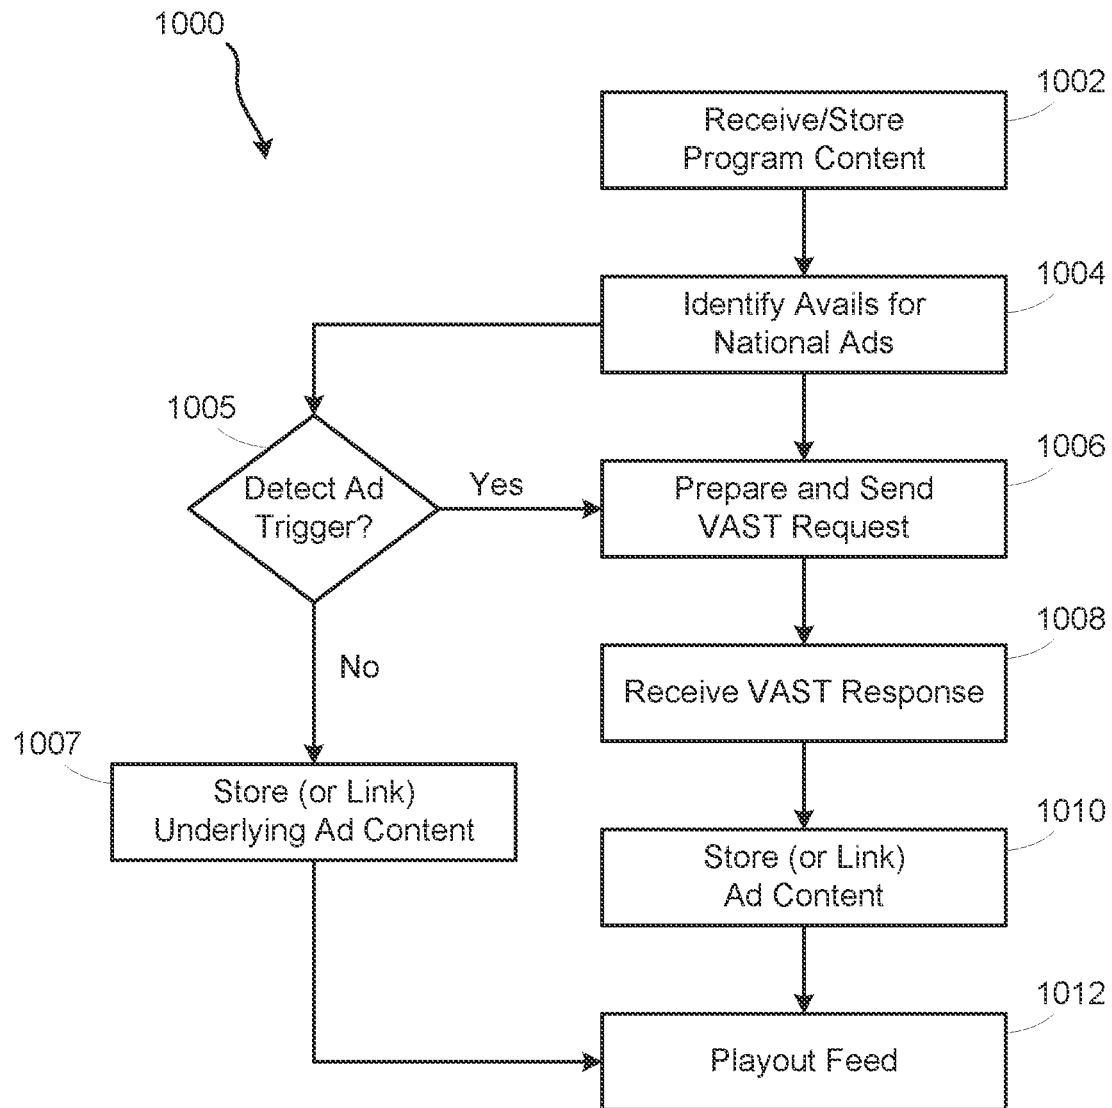 1000
1002
Receive/Store
Program Content
1004
Identify Avails for
National Ads
1005
Detect Ad
Trigger?
Yes
1006
Prepare and Send
VAST Request
No
1008
Receive VAST Response
1007
Store (or Link)
Underlying Ad Content
1010
Store (or Link)
Ad Content
1012
Playout Feed